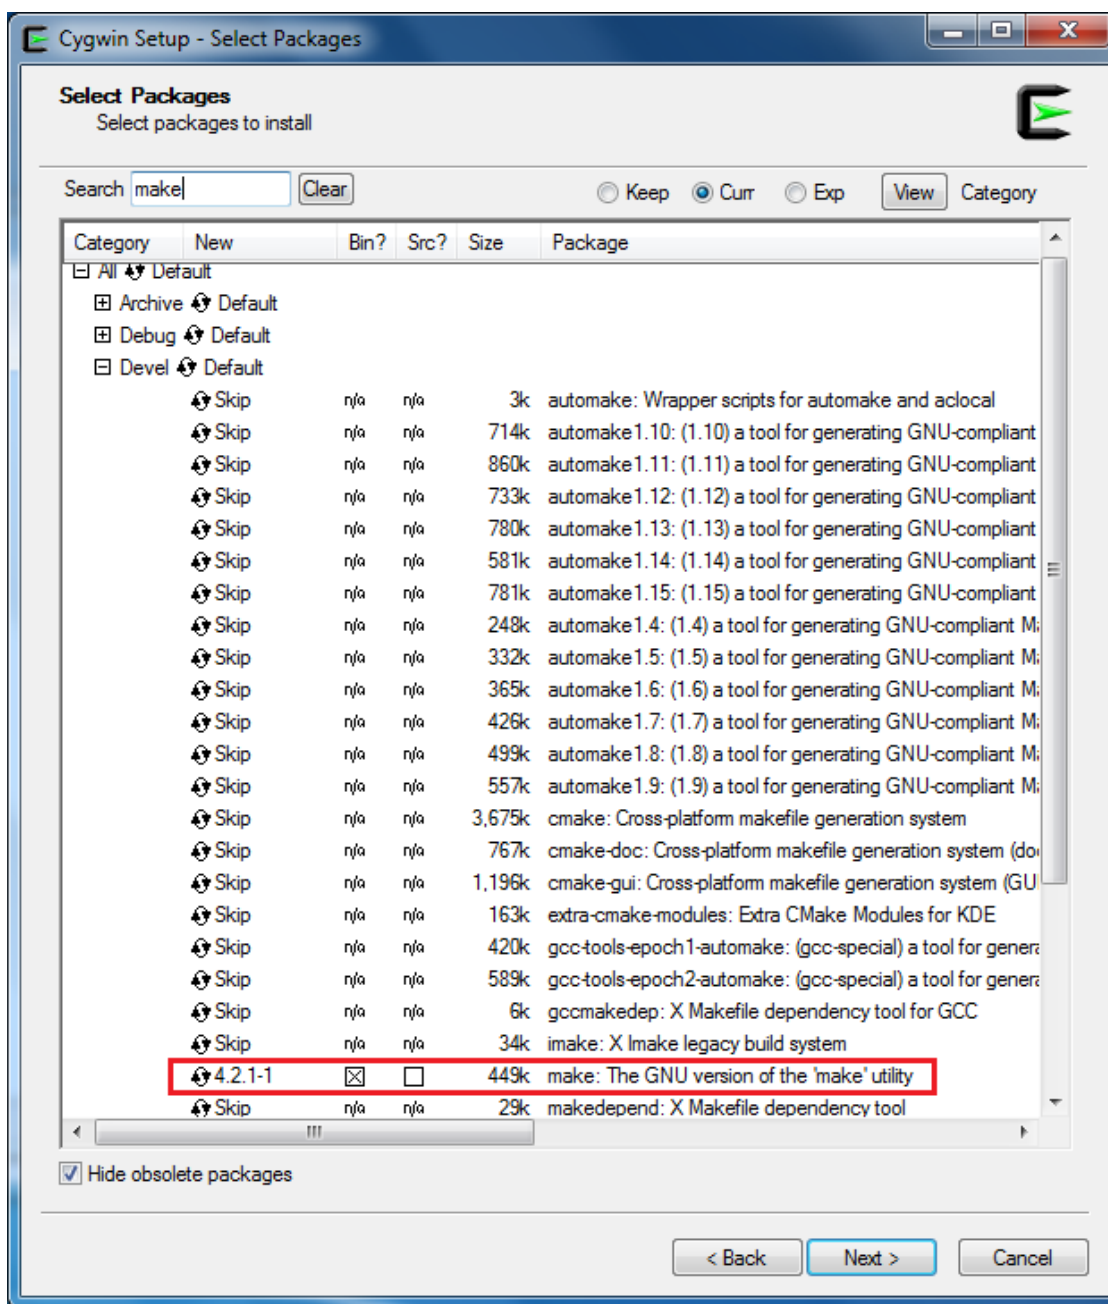 Cygwin Setup - Select Packages
Select Packages
Select packages to install
Search make Clear Keep Curr Exp View Category
Category New Bin? Src? Size Package
All Default
Archive Default
Debug Default
Devel Default
Skip n/a n/a 3k automake: Wrapper scripts for automake and aclocal
Skip n/a n/a 714k automake1.10: (1.10) a tool for generating GNU-compliant
Skip n/a n/a 860k automake1.11: (1.11) a tool for generating GNU-compliant
Skip n/a n/a 733k automake1.12: (1.12) a tool for generating GNU-compliant
Skip n/a n/a 780k automake1.13: (1.13) a tool for generating GNU-compliant
Skip n/a n/a 581k automake1.14: (1.14) a tool for generating GNU-compliant
Skip n/a n/a 781k automake1.15: (1.15) a tool for generating GNU-compliant
Skip n/a n/a 248k automake1.4: (1.4) a tool for generating GNU-compliant
Skip n/a n/a 332k automake1.5: (1.5) a tool for generating GNU-compliant
Skip n/a n/a 365k automake1.6: (1.6) a tool for generating GNU-compliant
Skip n/a n/a 426k automake1.7: (1.7) a tool for generating GNU-compliant
Skip n/a n/a 499k automake1.8: (1.8) a tool for generating GNU-compliant
Skip n/a n/a 557k automake1.9: (1.9) a tool for generating GNU-compliant
Skip n/a n/a 3,675k cmake: Cross-platform makefile generation system
Skip n/a n/a 767k cmake-doc: Cross-platform makefile generation system (do
Skip n/a n/a 1,196k cmake-gui: Cross-platform makefile generation system (GU
Skip n/a n/a 163k extra-cmake-modules: Extra CMake Modules for KDE
Skip n/a n/a 420k gcc-tools-epoch1-automake: (gcc-special) a tool for genera
Skip n/a n/a 589k gcc-tools-epoch2-automake: (gcc-special) a tool for genera
Skip n/a n/a 6k gccmakedep: X Makefile dependency tool for GCC
Skip n/a n/a 34k imake: X Imake legacy build system
4.2.1-1 449k make: The GNU version of the 'make' utility
Skip n/a n/a 29k makedepend: X Makefile dependency tool
Hide obsolete packages
< Back Next > Cancel